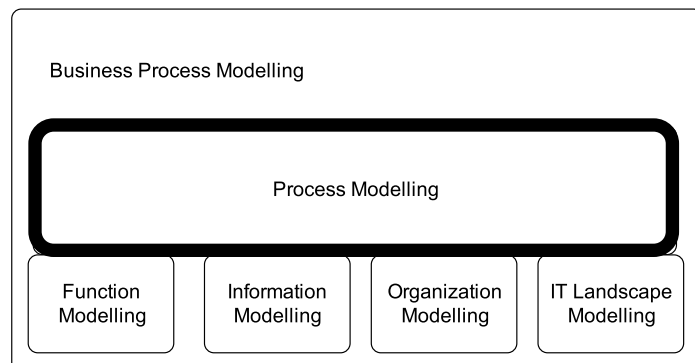 Business Process Modelling
Process Modelling
Function
Modelling
Information
Modelling
Organization
Modelling
IT Landscape
Modelling